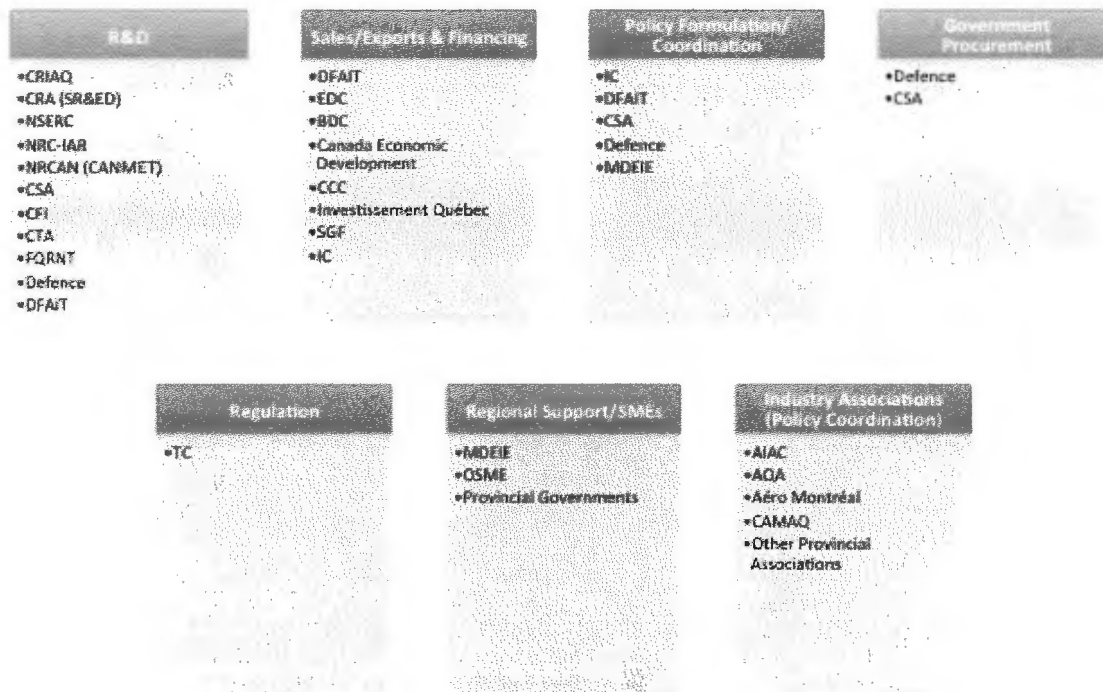 R&D
•CRIAQ
•CRA (SR&ED)
•NSERC
•NRC-IAR
•NRCAN (CANMET)
•CSA
•CFI
•CTA
•FQRNT
•Defence
•DFAIT
Sales/Exports & Financing
•DFAIT
•EDC
•BDC
•Canada Economic
Development
•CCC
•Investissement Québec
•SGF
•IC
Policy Formulation/
Coordination
•IC
•DFAIT
•CSA
•Defence
•MDEIE
Government
Procurement
•Defence
•CSA
Regulation
•TC
Regional Support/SMEs
•MDEIE
•OSME
•Provincial Governments
Industry Associations
(Policy Coordination)
•AIAC
•AQA
•Aéro Montréal
•CAMAQ
•Other Provincial
Associations